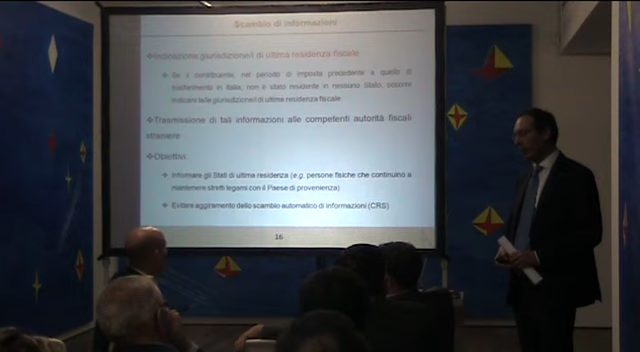 Scambio di informazioni
❖Indicazione giurisdizione/i di ultima residenza fiscale
❖ Se il contribuente, nel periodo di imposta precedente a quello di
trasferimento in Italia, non è stato residente in nessuno Stato, occorre
indicare la/le giurisdizione/i di ultima residenza fiscale
❖Trasmissione di tali informazioni alle competenti autorità fiscali
straniere
❖Obiettivi:
❖ Informare gli Stati di ultima residenza (e.g. persone fisiche che continuino a
mantenere stretti legami con il Paese di provenienza)
❖ Evitare aggiramento dello scambio automatico di informazioni (CRS)
16